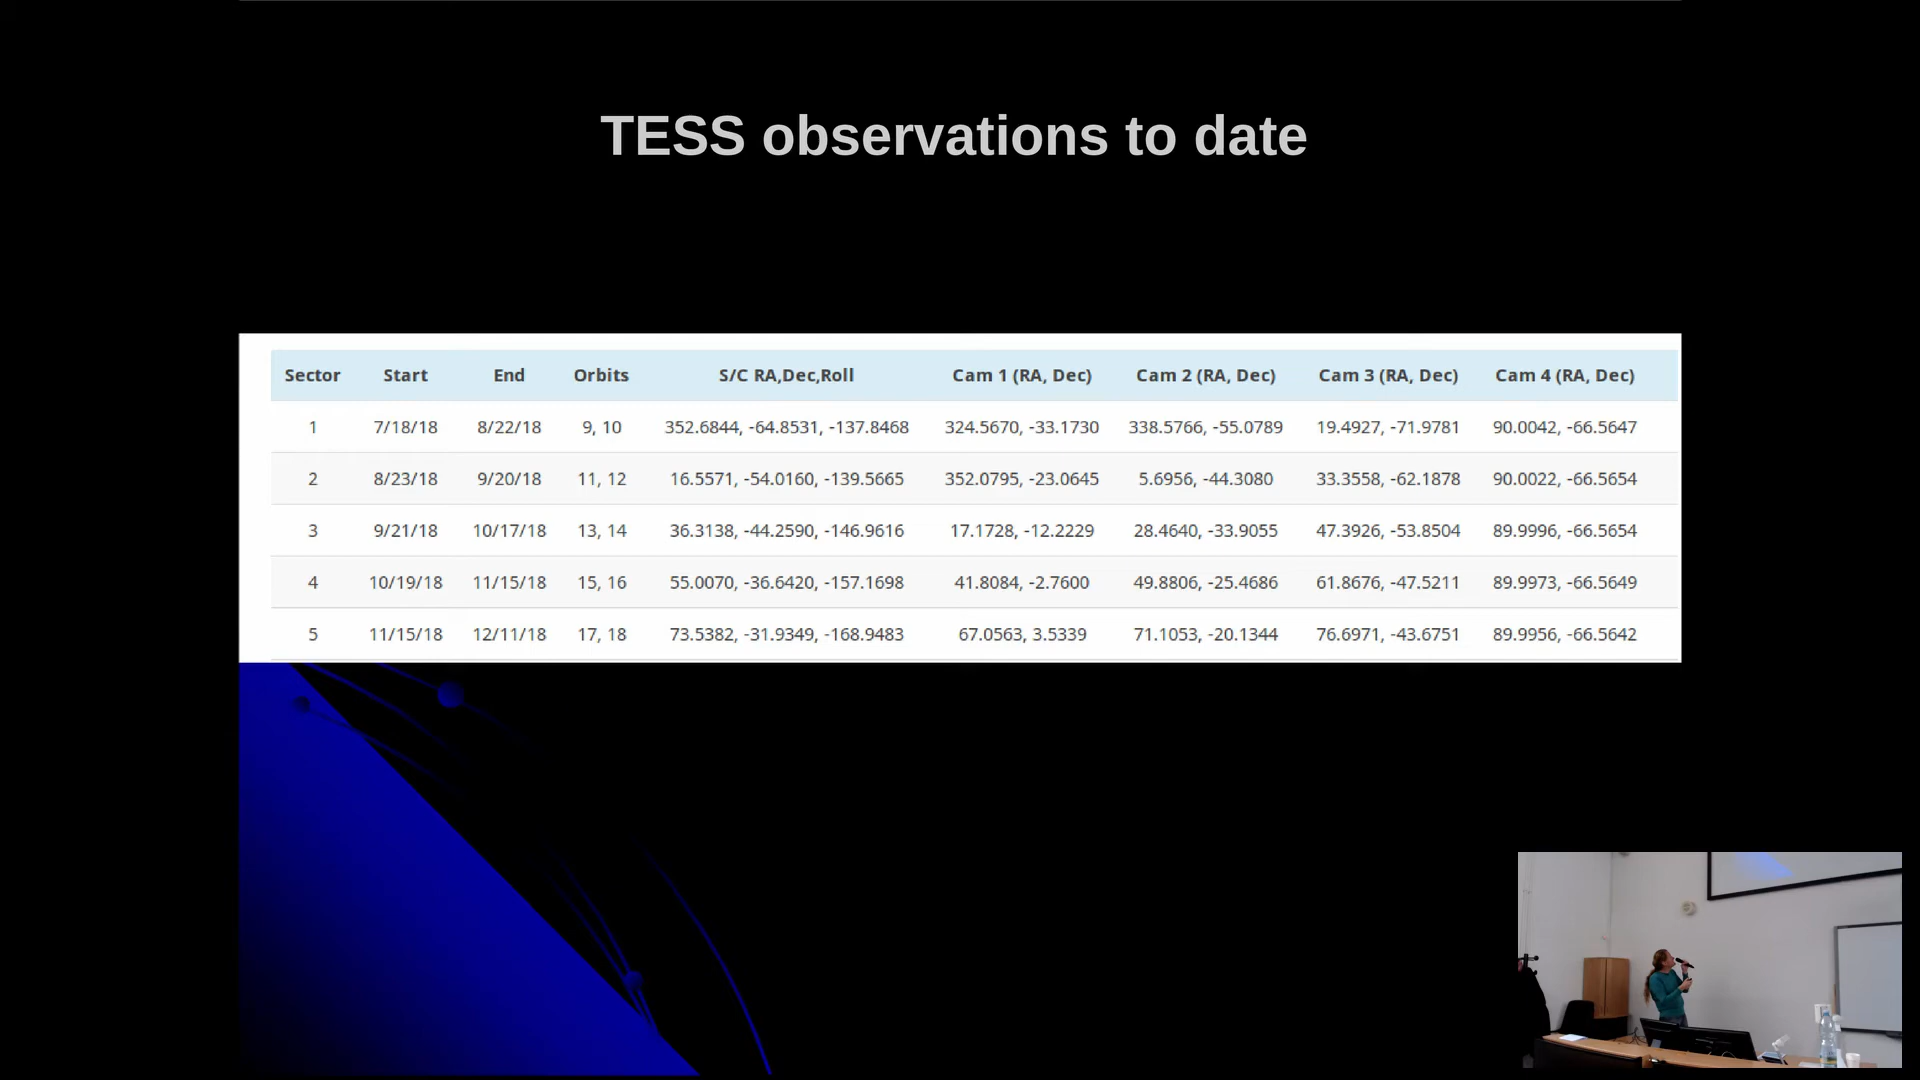 TESS observations to date
Sector Start End Orbits S/C RA,Dec,Roll Cam 1 (RA, Dec) Cam 2 (RA, Dec) Cam 3 (RA, Dec) Cam 4 (RA, Dec)
1 7/18/18 8/22/18 9, 10 352.6844, -64.8531, -137.8468 324.5670, -33.1730 338.5766, -55.0789 19.4927, -71.9781 90.0042, -66.5647
2 8/23/18 9/20/18 11, 12 16.5571, -54.0160, -139.5665 352.0795, -23.0645 5.6956, -44.3080 33.3558, -62.1878 90.0022, -66.5654
3 9/21/18 10/17/18 13, 14 36.3138, -44.2590, -146.9616 17.1728, -12.2229 28.4640, -33.9055 47.3926, -53.8504 89.9996, -66.5654
4 10/19/18 11/15/18 15, 16 55.0070, -36.6420, -157.1698 41.8084, -2.7600 49.8806, -25.4686 61.8676, -47.5211 89.9973, -66.5649
5 11/15/18 12/11/18 17, 18 73.5382, -31.9349, -168.9483 67.0563, 3.5339 71.1053, -20.1344 76.6971, -43.6751 89.9956, -66.5642